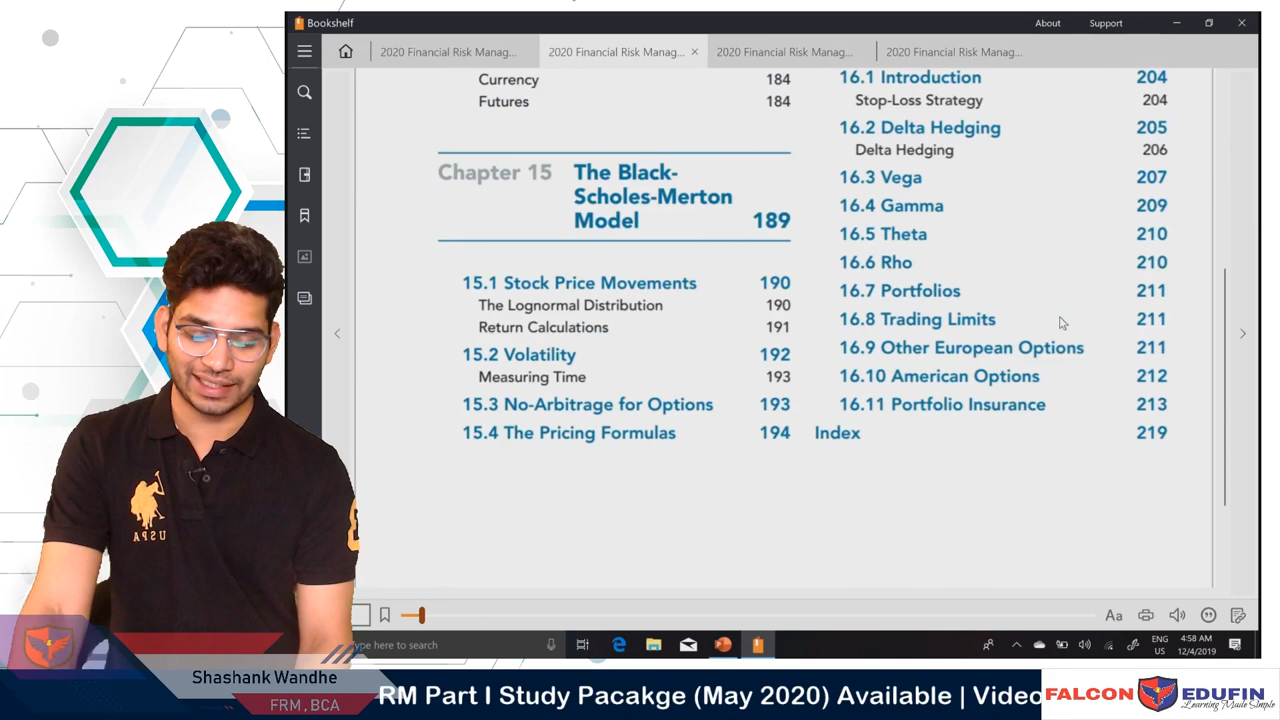 Bookshelf
About
Support
2020 Financial Risk Manag...
2020 Financial Risk Manag...
2020 Financial Risk Manag...
2020 Financial Risk Manag...
Currency 184
Futures 184
Chapter 15 The Black-
Scholes-Merton
Model 189
15.1 Stock Price Movements 190
The Lognormal Distribution 190
Return Calculations 191
15.2 Volatility 192
Measuring Time 193
15.3 No-Arbitrage for Options 193
15.4 The Pricing Formulas 194
16.1 Introduction 204
Stop-Loss Strategy 204
16.2 Delta Hedging 205
Delta Hedging 206
16.3 Vega 207
16.4 Gamma 209
16.5 Theta 210
16.6 Rho 210
16.7 Portfolios 211
16.8 Trading Limits 211
16.9 Other European Options 211
16.10 American Options 212
16.11 Portfolio Insurance 213
Index 219
Aa
ype here to search
ENG
US
4:58 AM
12/4/2019
USPA
Shashank Wandhe
FRM, BCA
RM Part I Study Pacakge (May 2020) Available | Video
FALCON EDUFIN
Learning Made Simple